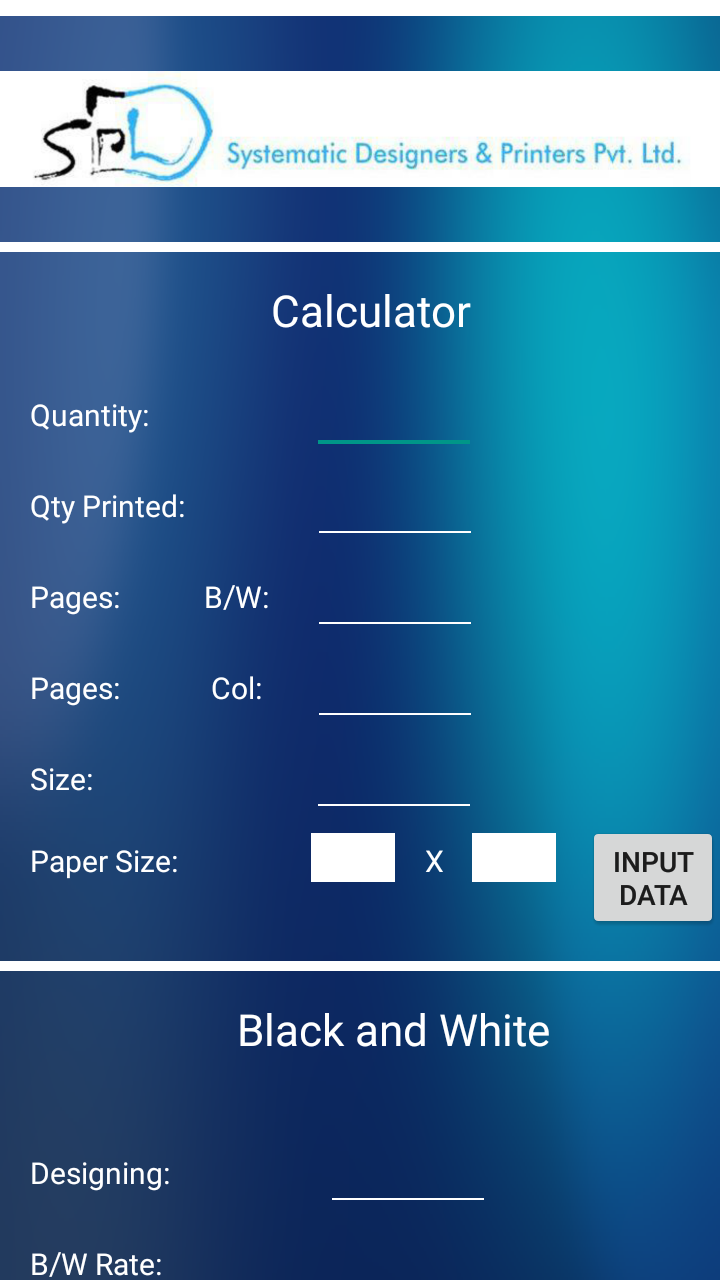 SPD
Systematic Designers & Printers Pvt. Ltd.
Calculator
Quantity:
Qty Printed:
Pages: B/W:
Pages: Col:
Size:
Paper Size: X INPUT DATA
Black and White
Designing:
B/W Rate: